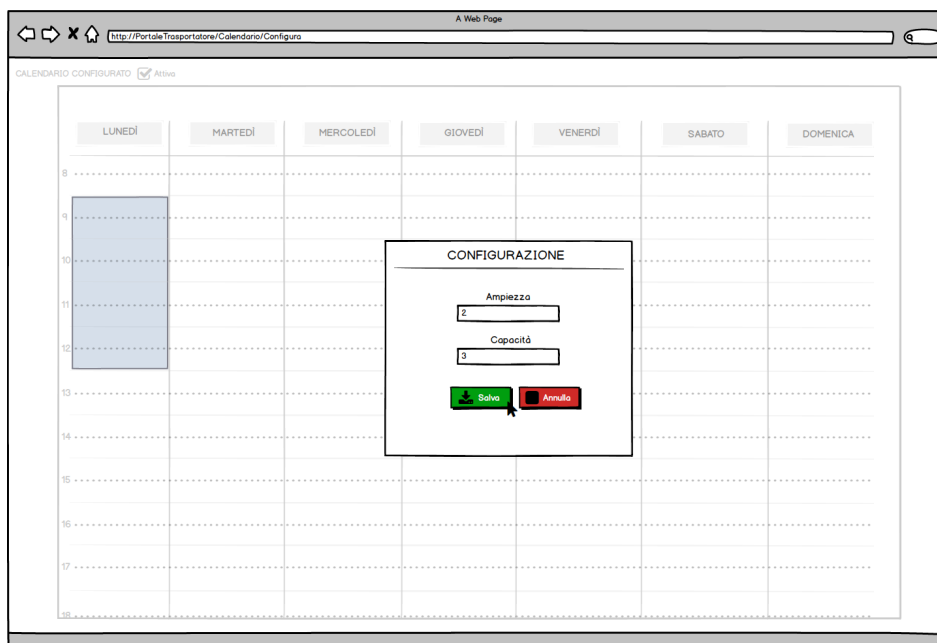 A Web Page
http://PortaleTrasportatore/Calendario/Configura
CALENDARIO CONFIGURATO Attivo
LUNEDÌ MARTEDÌ MERCOLEDÌ GIOVEDÌ VENERDÌ SABATO DOMENICA
8
9
10
CONFIGURAZIONE
Ampiezza
11
2
Capacità
12
3
13
Salva Annulla
14
15
16
17
18